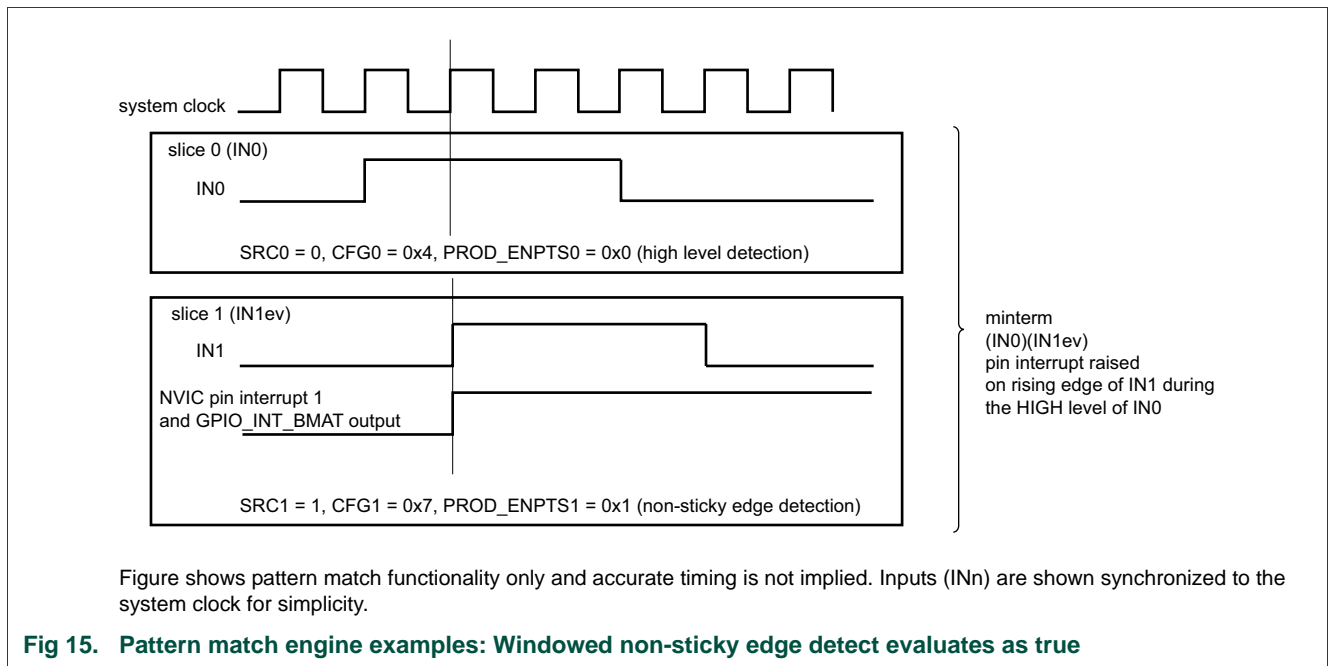 system clock
slice 0 (IN0)
IN0
SRC0 = 0, CFG0 = 0x4, PROD_ENPTS0 = 0x0 (high level detection)
slice 1 (IN1ev)
IN1
NVIC pin interrupt 1
and GPIO_INT_BMAT output
SRC1 = 1, CFG1 = 0x7, PROD_ENPTS1 = 0x1 (non-sticky edge detection)
minterm
(IN0)(IN1ev)
pin interrupt raised
on rising edge of IN1 during
the HIGH level of IN0
Figure shows pattern match functionality only and accurate timing is not implied. Inputs (INn) are shown synchronized to the
system clock for simplicity.
Fig 15. Pattern match engine examples: Windowed non-sticky edge detect evaluates as true